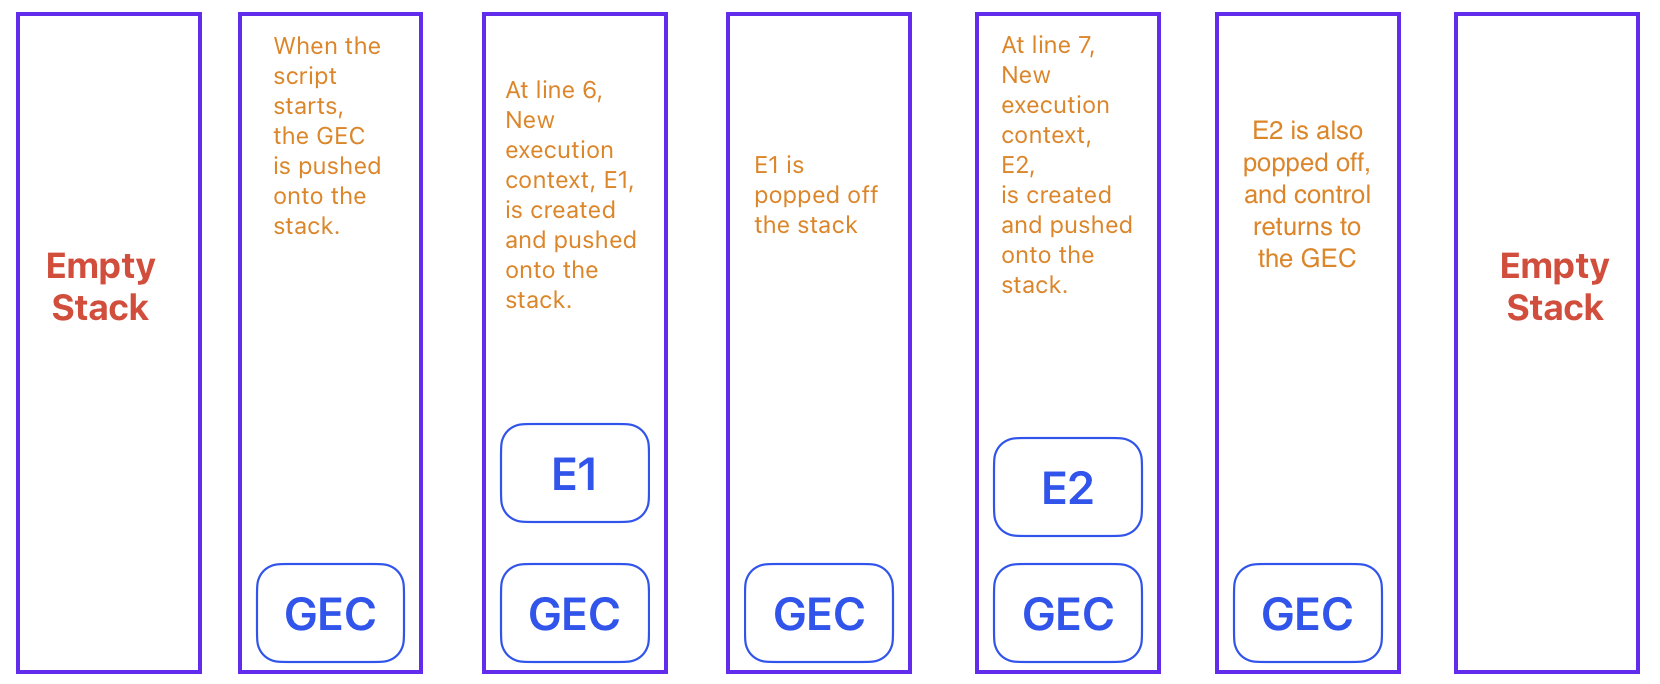 Empty
Stack
When the
script
starts,
the GEC
is pushed
onto the
stack.
GEC
At line 6,
New
execution
context, E1,
is created
and pushed
onto the
stack.
E1
GEC
E1 is
popped off
the stack
GEC
At line 7,
New
execution
context,
E2,
is created
and pushed
onto the
stack.
E2
GEC
E2 is also
popped off,
and control
returns to
the GEC
GEC
Empty
Stack